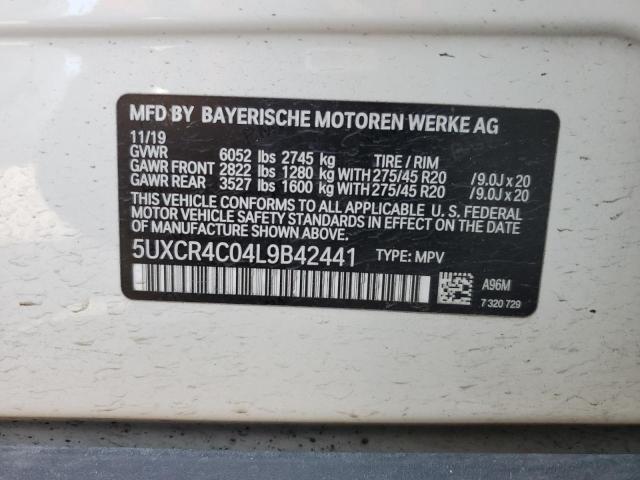 MFD BY BAYERISCHE MOTOREN WERKE AG
11/19
GVWR 6052 lbs 2745 kg TIRE / RIM
GAWR FRONT 2822 lbs 1280 kg WITH 275/45 R20 /9.0J x 20
GAWR REAR 3527 lbs 1600 kg WITH 275/45 R20 /9.0J x 20
THIS VEHICLE CONFORMS TO ALL APPLICABLE U. S. FEDERAL
MOTOR VEHICLE SAFETY STANDARDS IN EFFECT ON THE
DATE OF MANUFACTURE SHOWN ABOVE.
5UXCR4C04L9B42441 TYPE: MPV
A96M
7 320 729